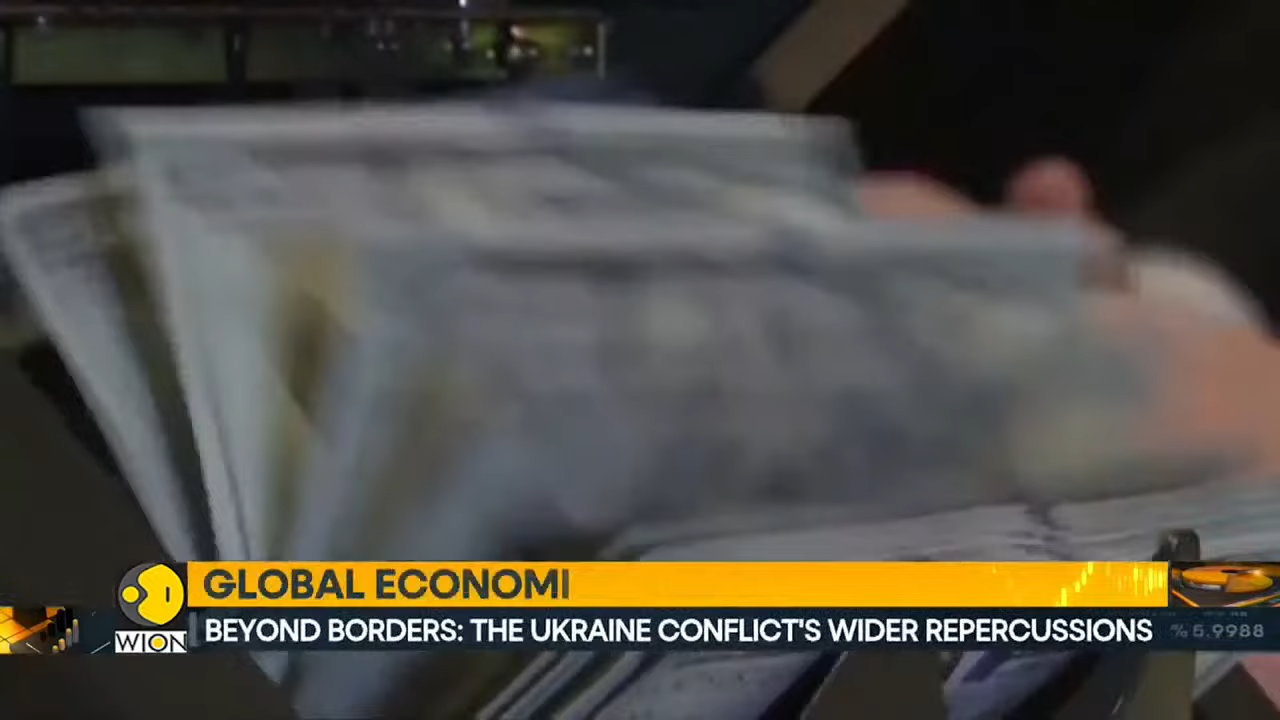 GLOBAL ECONOMI
BEYOND BORDERS: THE UKRAINE CONFLICT'S WIDER REPERCUSSIONS
WION
%5.9988